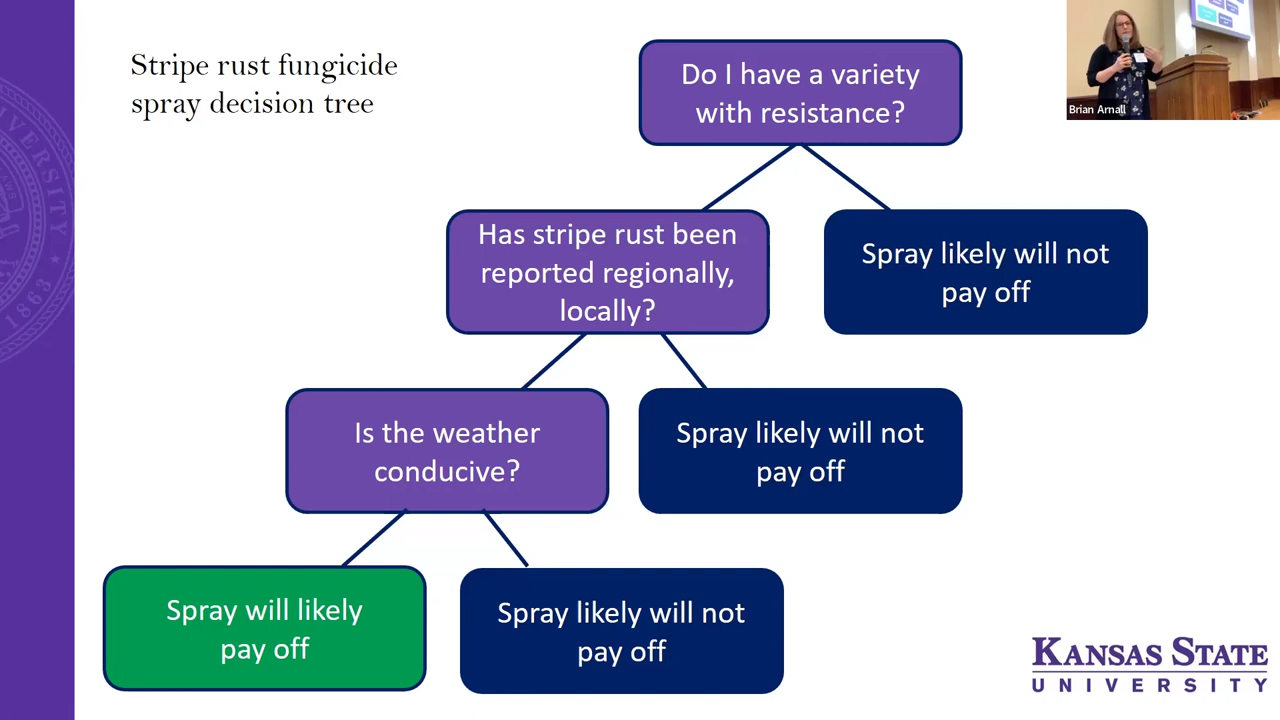 Stripe rust fungicide
spray decision tree
Do I have a variety
with resistance?
Brian Arnall
Has stripe rust been
reported regionally,
locally?
Spray likely will not
pay off
Is the weather
conducive?
Spray likely will not
pay off
Spray will likely
pay off
Spray likely will not
pay off
KANSAS STATE
UNIVERSITY
UNIVERSITY
1863